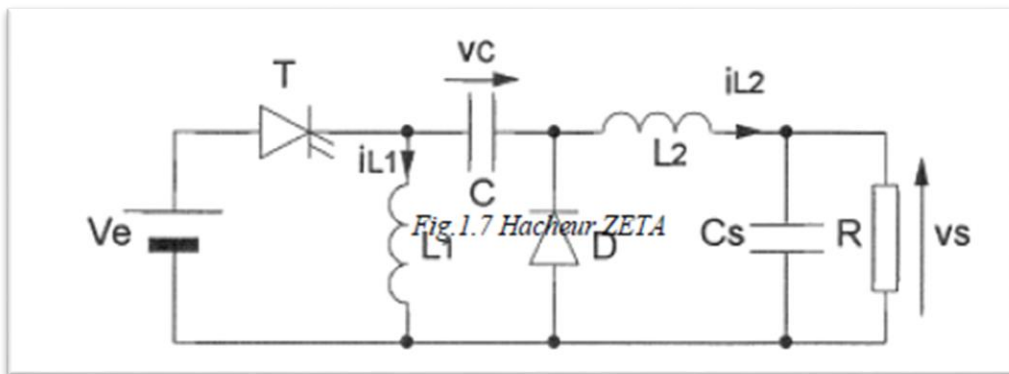 vc
T
iL2
iL1
L2
C
Fig.1.7 Hacheur ZETA
Ve
L1
D
Cs
R
vs